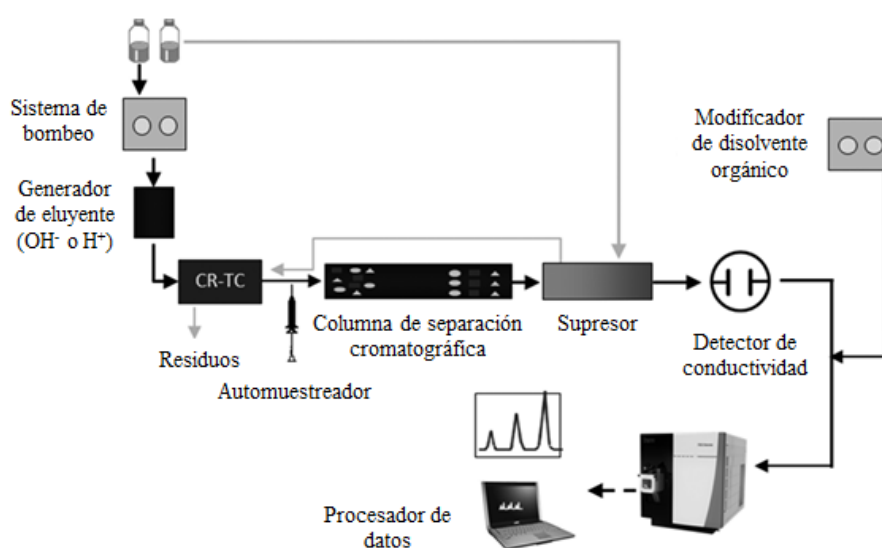 Sistema de
bombeo
Generador
de eluyente
(OH- o H+)
CR-TC
Residuos
Automuestreador
Columna de separación
cromatográfica
Supresor
Detector de
conductividad
Modificador
de disolvente
orgánico
Procesador de
datos